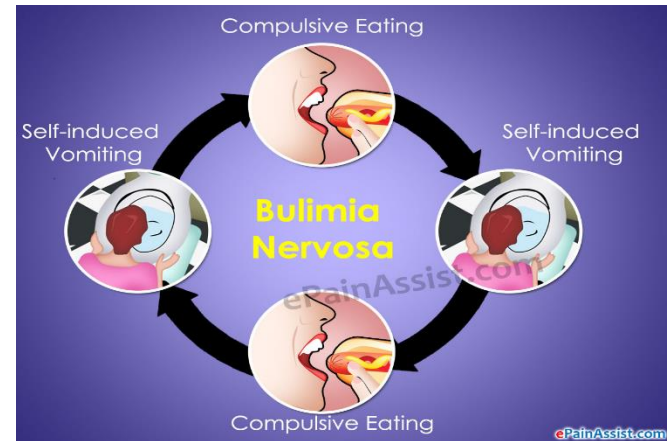 Compulsive Eating
Self-induced
Vomiting
Self-induced
Vomiting
Bulimia
Nervosa
ePainAssist.com
Compulsive Eating
ePainAssist.com